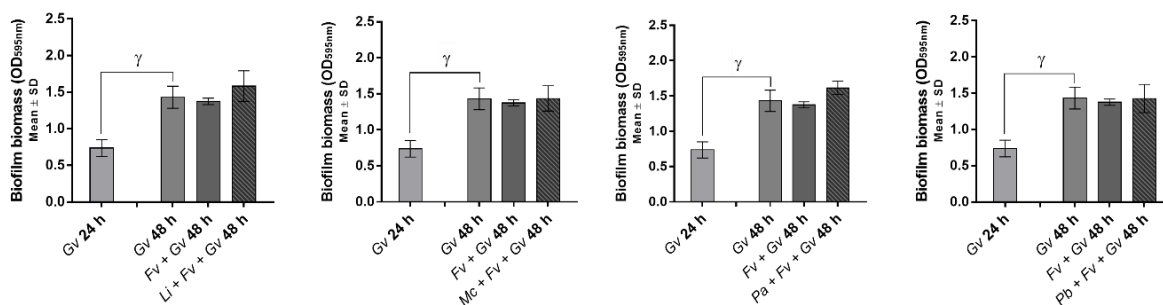 Biofilm biomass (OD595nm)
Mean ± SD
2.5
2.0
1.5
1.0
0.5
0.0
γ
Gv 24 h
Gv 48 h
Fv + Gv 48 h
Li + Fv + Gv 48 h
Biofilm biomass (OD595nm)
Mean ± SD
2.5
2.0
1.5
1.0
0.5
0.0
γ
Gv 24 h
Gv 48 h
Fv + Gv 48 h
Mc + Fv + Gv 48 h
Biofilm biomass (OD595nm)
Mean ± SD
2.5
2.0
1.5
1.0
0.5
0.0
γ
Gv 24 h
Gv 48 h
Fv + Gv 48 h
Pa + Fv + Gv 48 h
Biofilm biomass (OD595nm)
Mean ± SD
2.5
2.0
1.5
1.0
0.5
0.0
γ
Gv 24 h
Gv 48 h
Fv + Gv 48 h
Pb + Fv + Gv 48 h